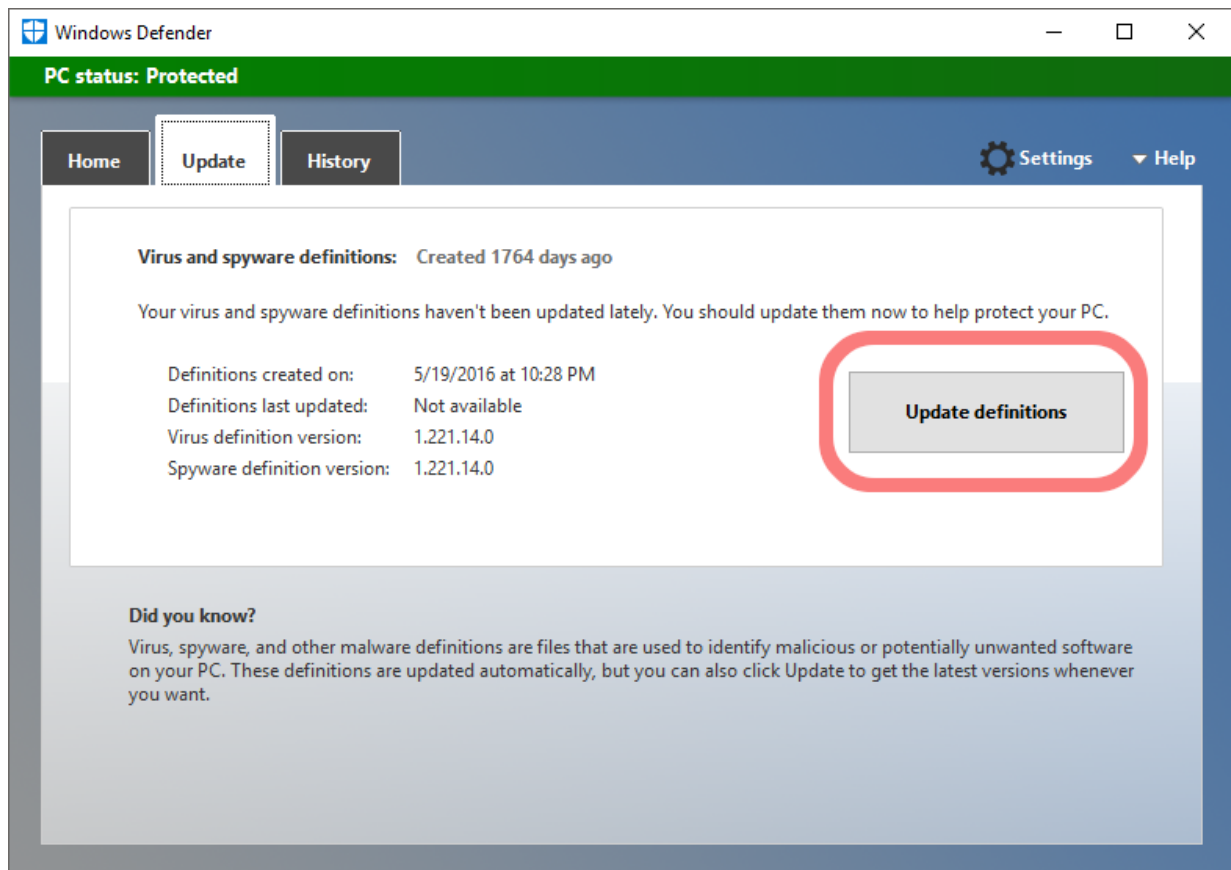 Windows Defender
PC status: Protected
Home
Update
History
Settings
Help
Virus and spyware definitions: Created 1764 days ago
Your virus and spyware definitions haven't been updated lately. You should update them now to help protect your PC.
Definitions created on: 5/19/2016 at 10:28 PM
Definitions last updated: Not available
Virus definition version: 1.221.14.0
Spyware definition version: 1.221.14.0
Update definitions
Did you know?
Virus, spyware, and other malware definitions are files that are used to identify malicious or potentially unwanted software
on your PC. These definitions are updated automatically, but you can also click Update to get the latest versions whenever
you want.